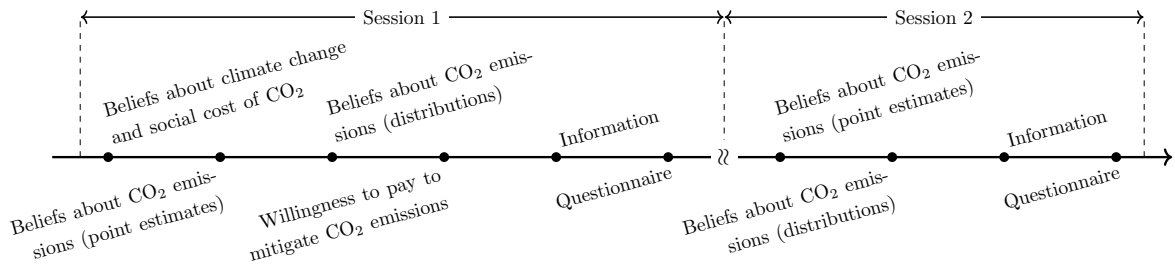 Session 1
Session 2
Beliefs about climate change
and social cost of CO₂
Beliefs about CO₂ emis-
sions (distributions)
Information
Beliefs about CO₂ emis-
sions (point estimates)
Information
Beliefs about CO₂ emis-
sions (point estimates)
Willingness to pay to
mitigate CO₂ emissions
Questionnaire
Beliefs about CO₂ emis-
sions (distributions)
Questionnaire